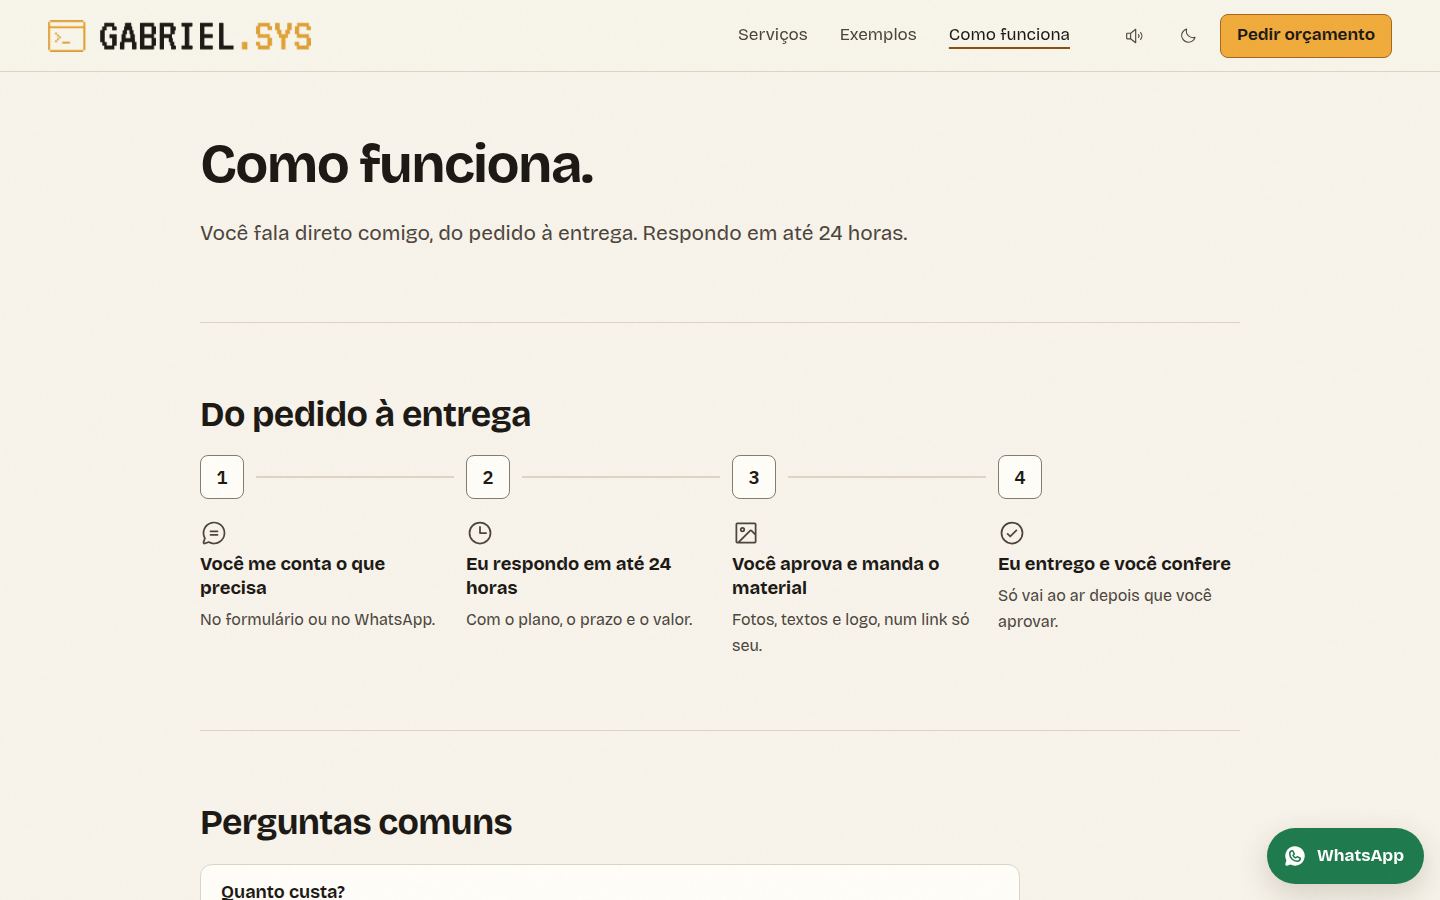 GABRIEL.SYS
Serviços
Exemplos
Como funciona
Pedir orçamento
Como funciona.
Você fala direto comigo, do pedido à entrega. Respondo em até 24 horas.
Do pedido à entrega
1
2
3
4
Você me conta o que
precisa
No formulário ou no WhatsApp.
Eu respondo em até 24
horas
Com o plano, o prazo e o valor.
Você aprova e manda o
material
Fotos, textos e logo, num link só
seu.
Eu entrego e você confere
Só vai ao ar depois que você
aprovar.
Perguntas comuns
Quanto custa?
WhatsApp